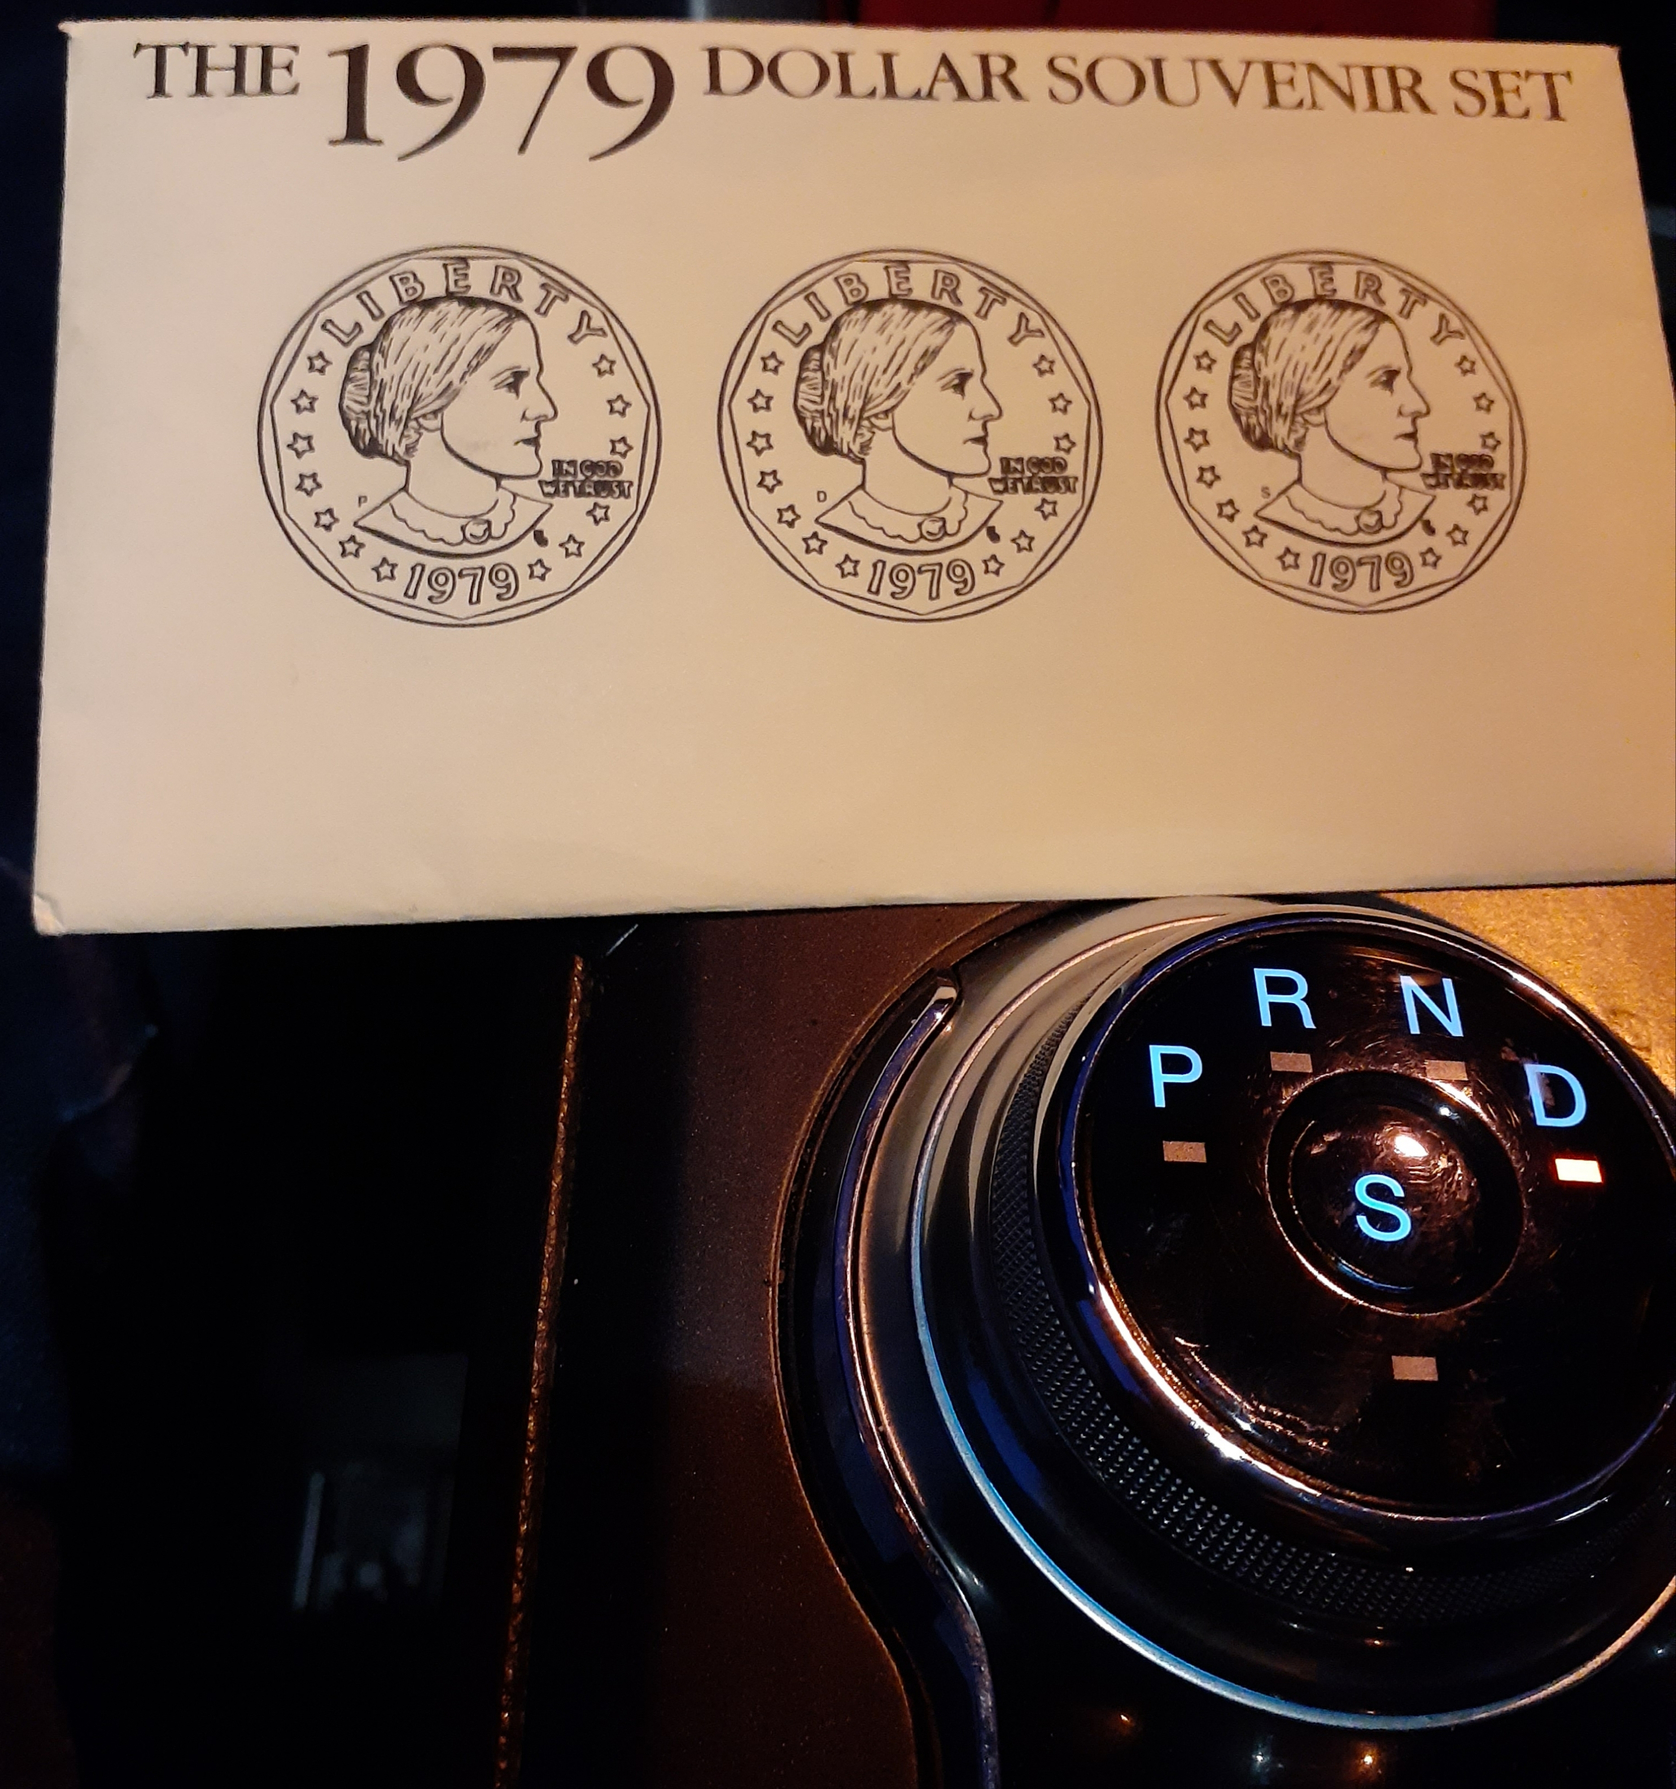 THE 1979 DOLLAR SOUVENIR SET
LIBERTY
IN GOD
WE TRUST
P
1979
LIBERTY
IN GOD
WE TRUST
D
1979
LIBERTY
IN GOD
WE TRUST
S
1979
R N
P D
S